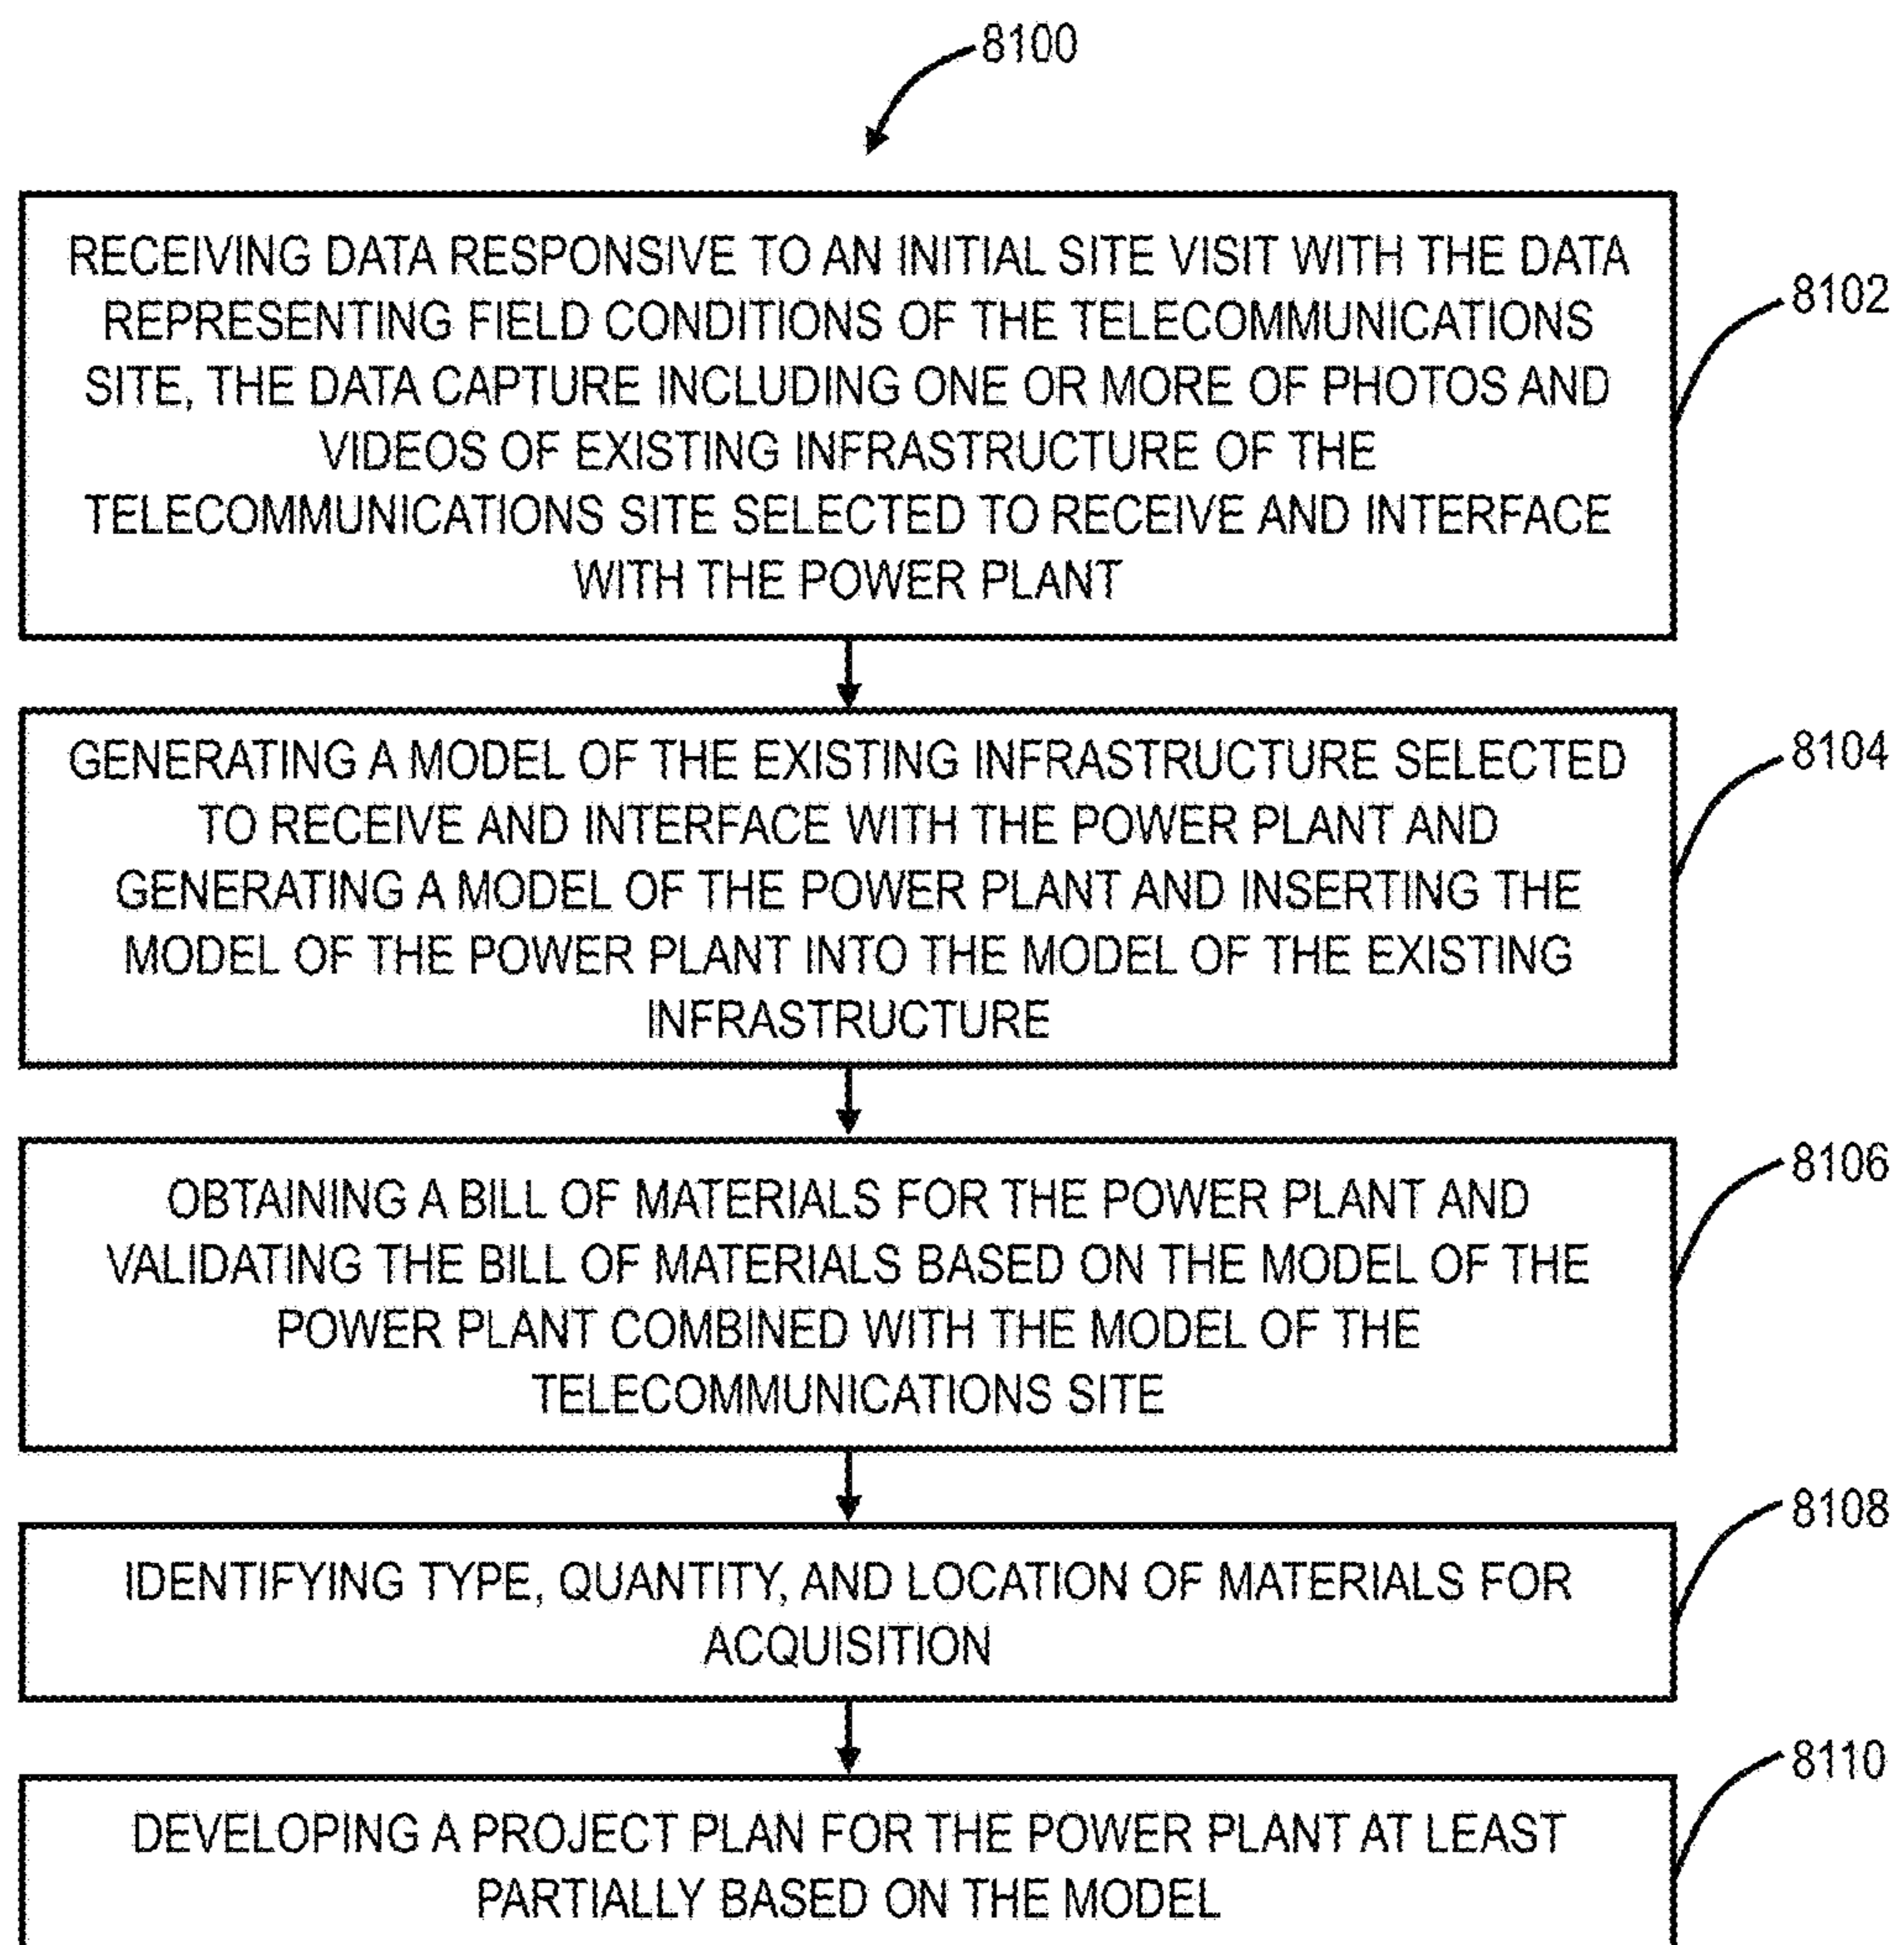 8100
RECEIVING DATA RESPONSIVE TO AN INITIAL SITE VISIT WITH THE DATA
REPRESENTING FIELD CONDITIONS OF THE TELECOMMUNICATIONS
SITE, THE DATA CAPTURE INCLUDING ONE OR MORE OF PHOTOS AND
VIDEOS OF EXISTING INFRASTRUCTURE OF THE
TELECOMMUNICATIONS SITE SELECTED TO RECEIVE AND INTERFACE
WITH THE POWER PLANT
8102
GENERATING A MODEL OF THE EXISTING INFRASTRUCTURE SELECTED
TO RECEIVE AND INTERFACE WITH THE POWER PLANT AND
GENERATING A MODEL OF THE POWER PLANT AND INSERTING THE
MODEL OF THE POWER PLANT INTO THE MODEL OF THE EXISTING
INFRASTRUCTURE
8104
OBTAINING A BILL OF MATERIALS FOR THE POWER PLANT AND
VALIDATING THE BILL OF MATERIALS BASED ON THE MODEL OF THE
POWER PLANT COMBINED WITH THE MODEL OF THE
TELECOMMUNICATIONS SITE
8106
IDENTIFYING TYPE, QUANTITY, AND LOCATION OF MATERIALS FOR
ACQUISITION
8108
DEVELOPING A PROJECT PLAN FOR THE POWER PLANT AT LEAST
PARTIALLY BASED ON THE MODEL
8110